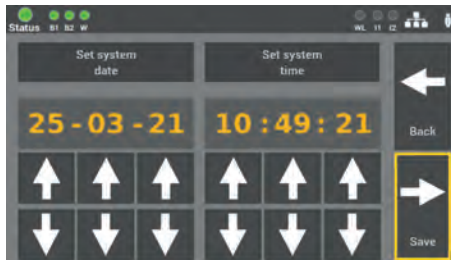 Status B1 B2 W WL I1 I2
Set system
date
Set system
time
25-03-21
10:49:21
Back
Save